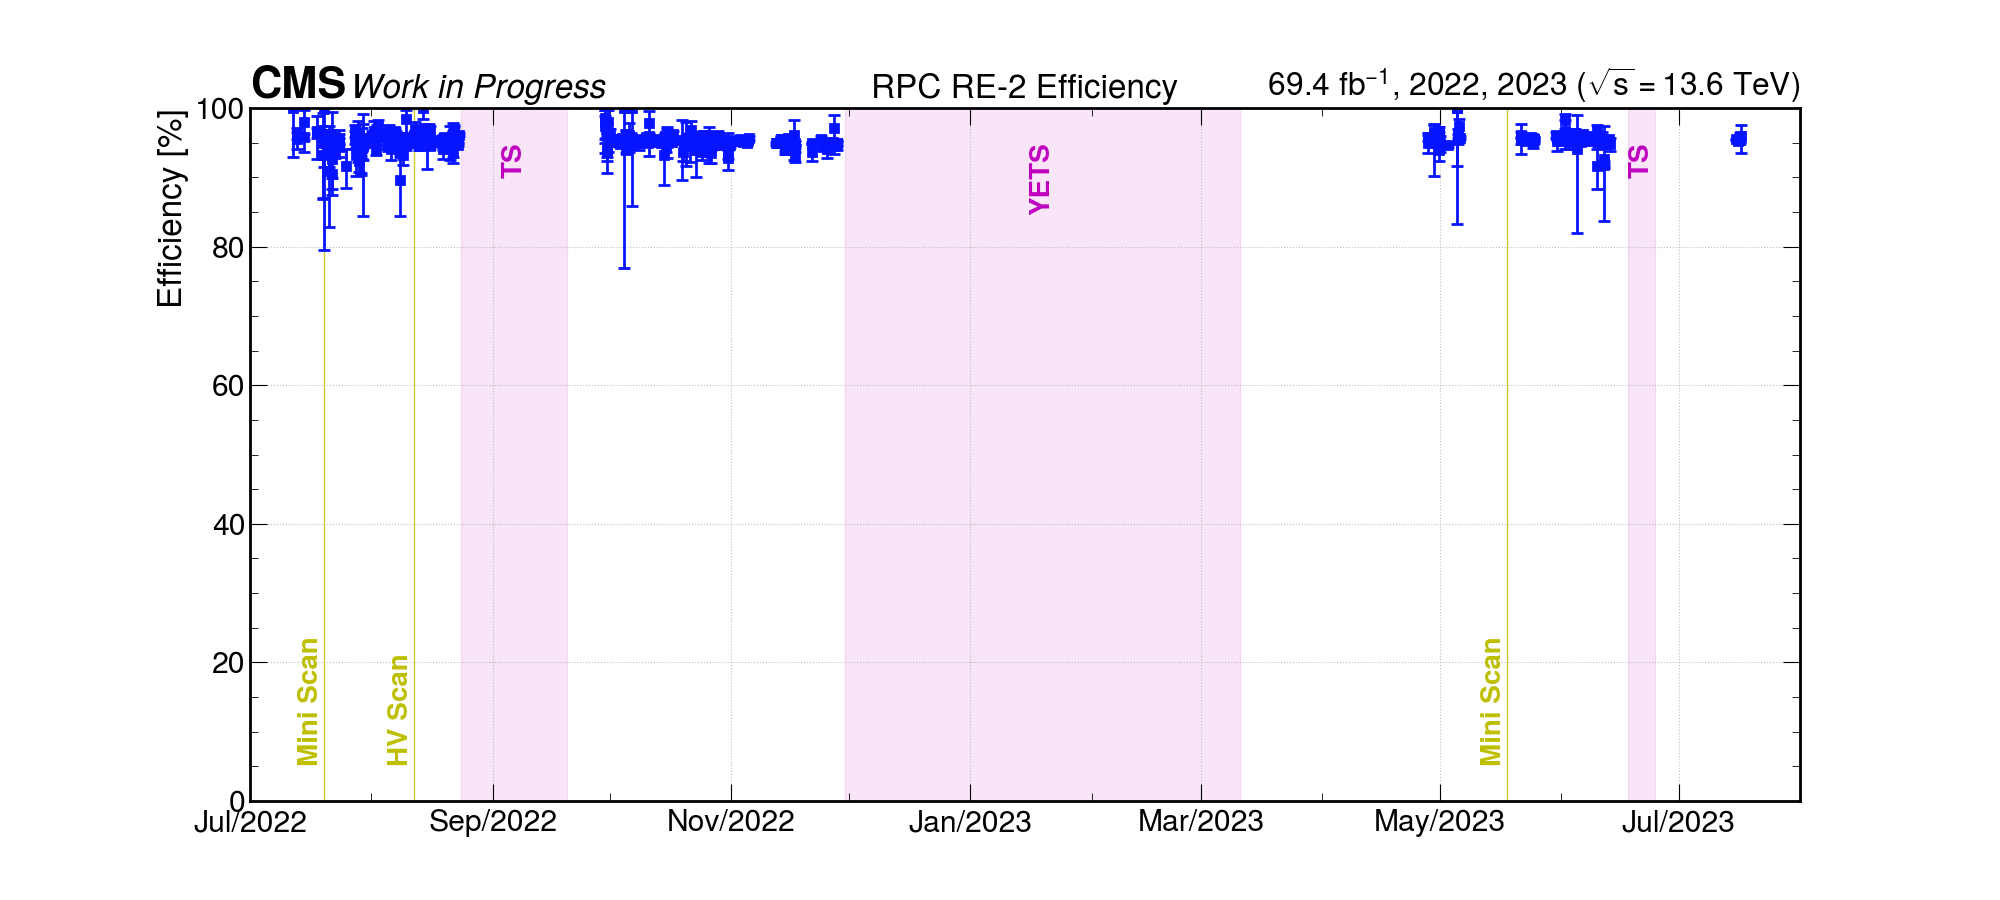 CMS Work in Progress
RPC RE-2 Efficiency
69.4 fb⁻¹, 2022, 2023 (√s = 13.6 TeV)
Efficiency [%]
100
80
60
40
20
0
TS
YETS
TS
Mini Scan
HV Scan
Mini Scan
Jul/2022
Sep/2022
Nov/2022
Jan/2023
Mar/2023
May/2023
Jul/2023